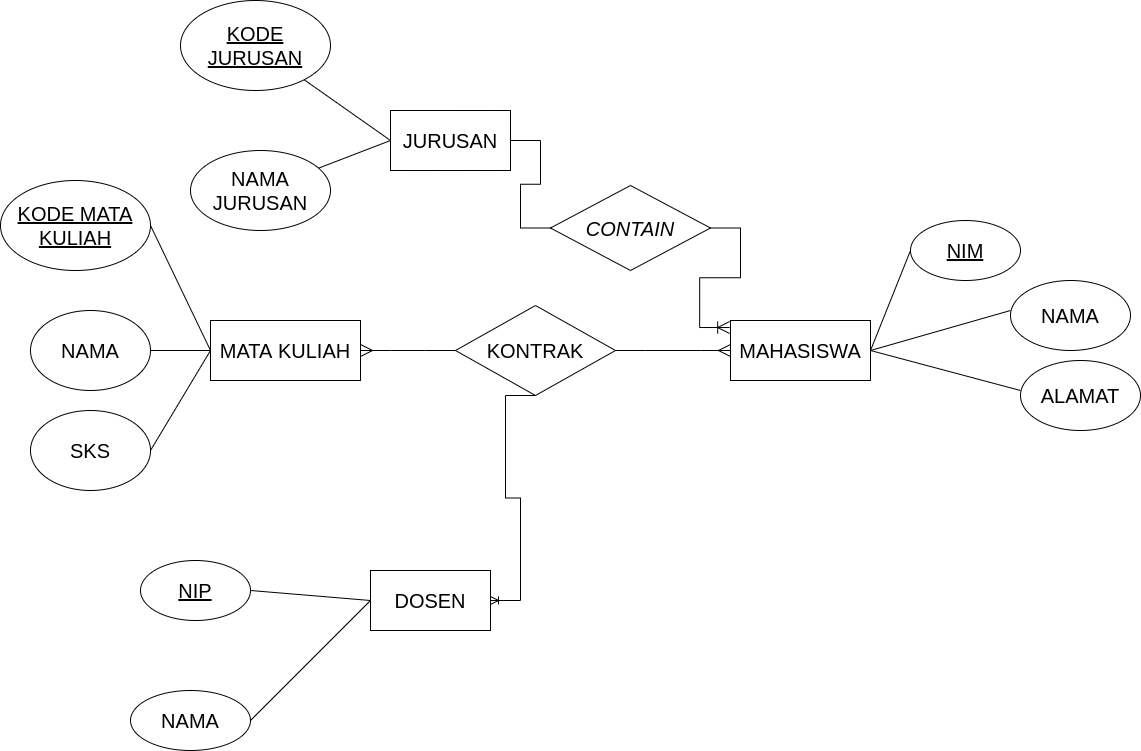 KODE
JURUSAN
JURUSAN
NAMA
JURUSAN
KODE MATA
KULIAH
CONTAIN
NIM
NAMA
NAMA
MATA KULIAH
KONTRAK
MAHASISWA
ALAMAT
SKS
NIP
DOSEN
NAMA